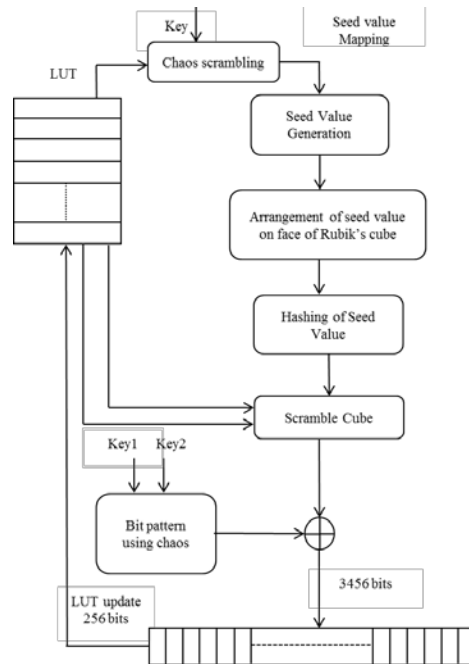 Key
Seed value
Mapping
LUT
Chaos scrambling
Seed Value
Generation
Arrangement of seed value
on face of Rubik's cube
Hashing of Seed
Value
Scramble Cube
Key1
Key2
Bit pattern
using chaos
3456 bits
LUT update
256 bits